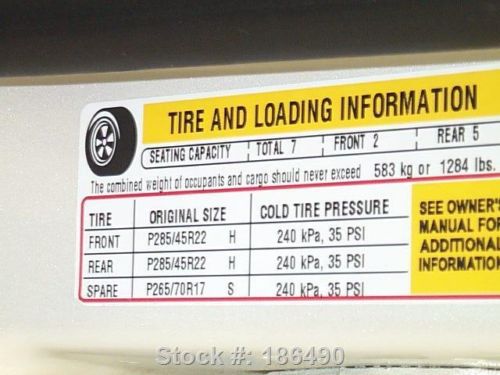 TIRE AND LOADING INFORMATION
SEATING CAPACITY TOTAL 7 FRONT 2 REAR 5
The combined weight of occupants and cargo should never exceed 583 kg or 1284 lbs.
TIRE ORIGINAL SIZE COLD TIRE PRESSURE
FRONT P285/45R22 H 240 kPa, 35 PSI
REAR P285/45R22 H 240 kPa, 35 PSI
SPARE P265/70R17 S 240 kPa, 35 PSI
SEE OWNER'S
MANUAL FOR
ADDITIONAL
INFORMATION
Stock #: 186490